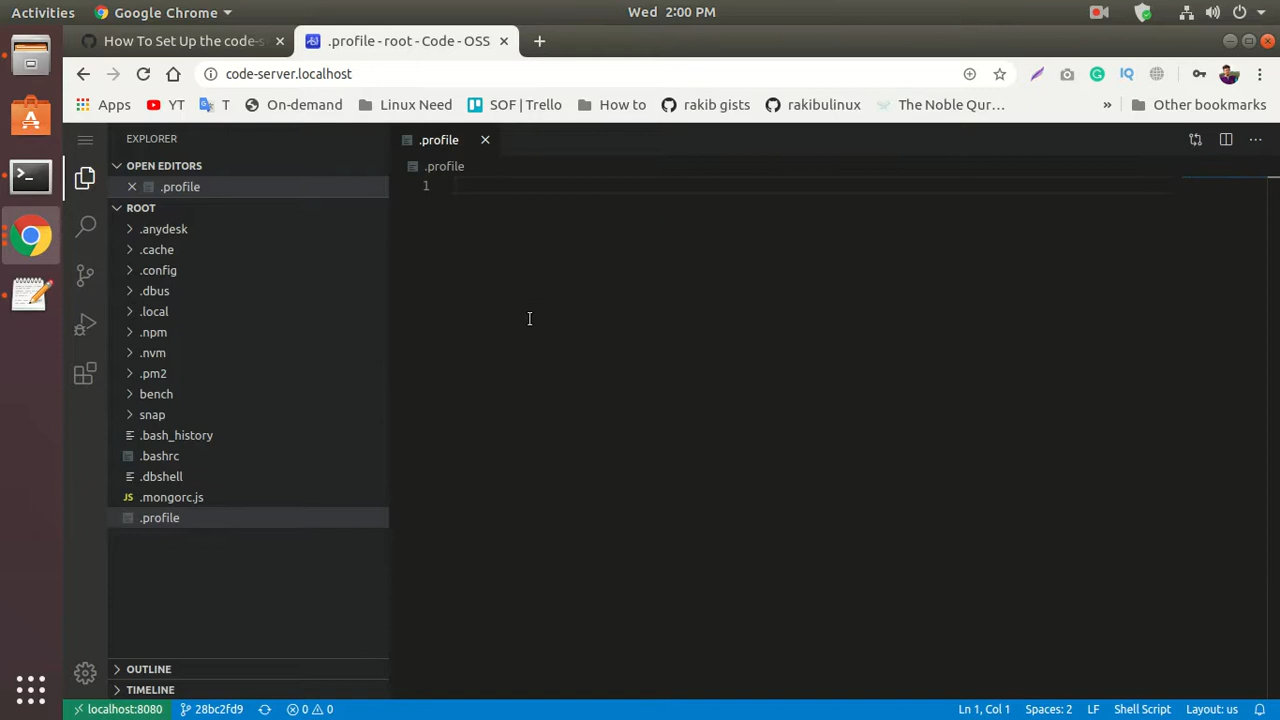 Activities
Google Chrome
Wed 2:00 PM
How To Set Up the code-s
.profile - root - Code - OSS
code-server.localhost
Apps
YT
T
On-demand
Linux Need
SOF | Trello
How to
rakib gists
rakibulinux
The Noble Qur...
»
Other bookmarks
EXPLORER
.profile
OPEN EDITORS
.profile
.profile
1
ROOT
.anydesk
.cache
.config
.dbus
.local
.npm
.nvm
.pm2
bench
snap
.bash_history
.bashrc
.dbshell
JS .mongorc.js
.profile
OUTLINE
TIMELINE
localhost:8080
28bc2fd9
0
0
Ln 1, Col 1
Spaces: 2
LF
Shell Script
Layout: us